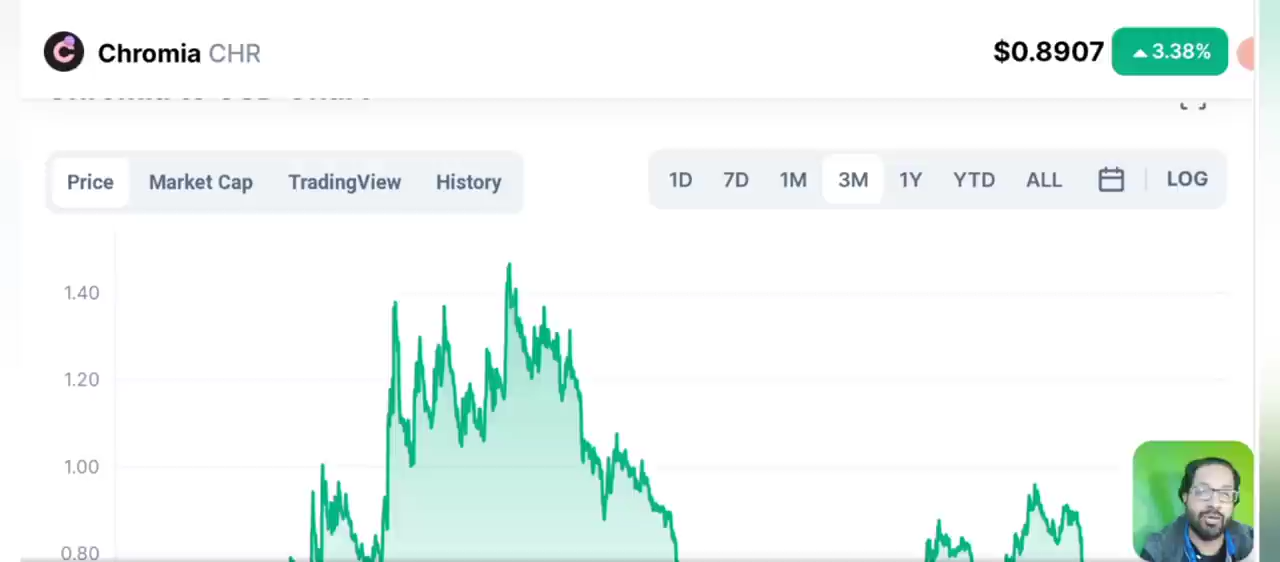 Chromia CHR
$0.8907 3.38%
Price Market Cap TradingView History
1D 7D 1M 3M 1Y YTD ALL LOG
1.40
1.20
1.00
0.80